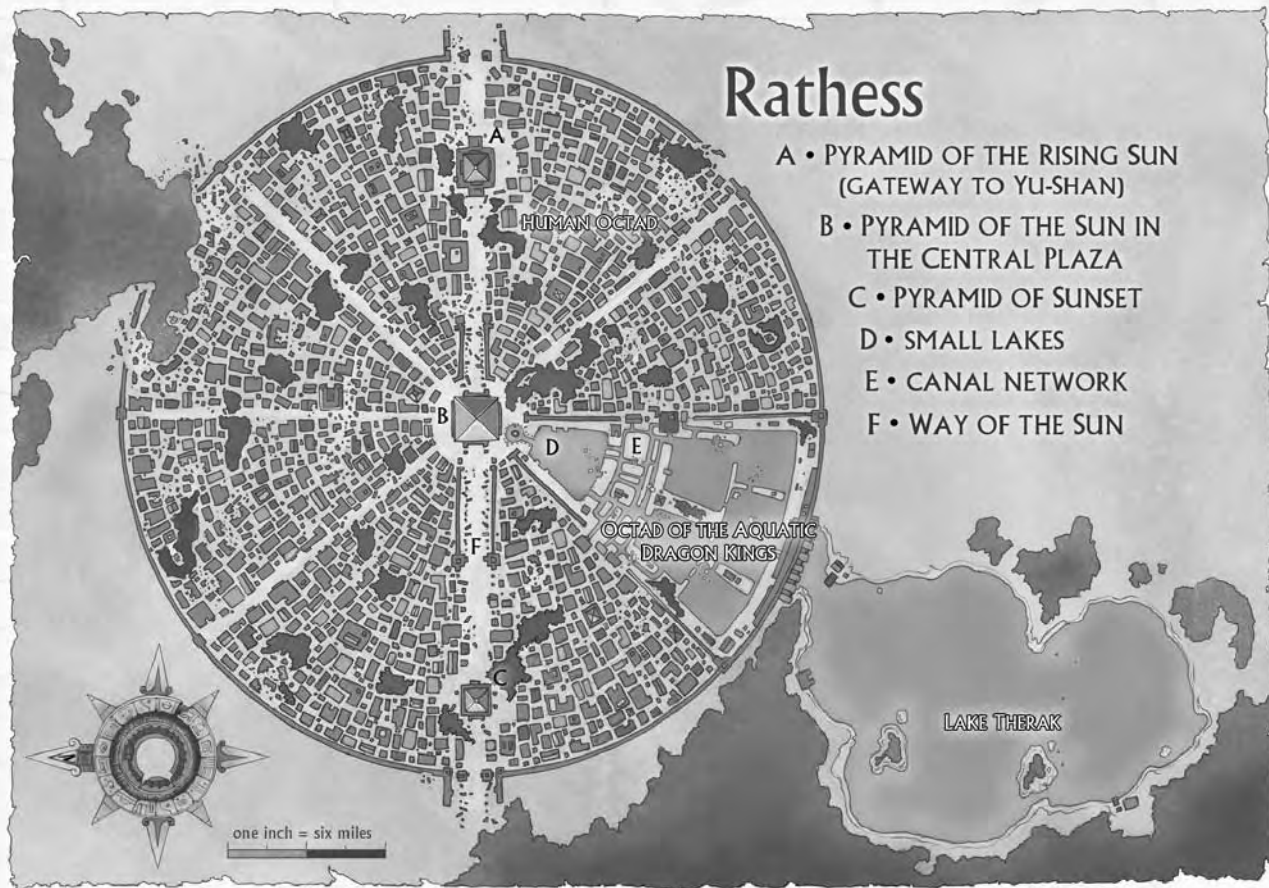 Rathess
A • PYRAMID OF THE RISING SUN
(GATEWAY TO YU-SHAN)
B • PYRAMID OF THE SUN IN
THE CENTRAL PLAZA
C • PYRAMID OF SUNSET
D • SMALL LAKES
E • CANAL NETWORK
F • WAY OF THE SUN
A
HUMAN OCTAD
B
D
E
OCTAD OF THE AQUATIC
DRAGON KINGS
F
C
LAKE THERAK
N
one inch = six miles